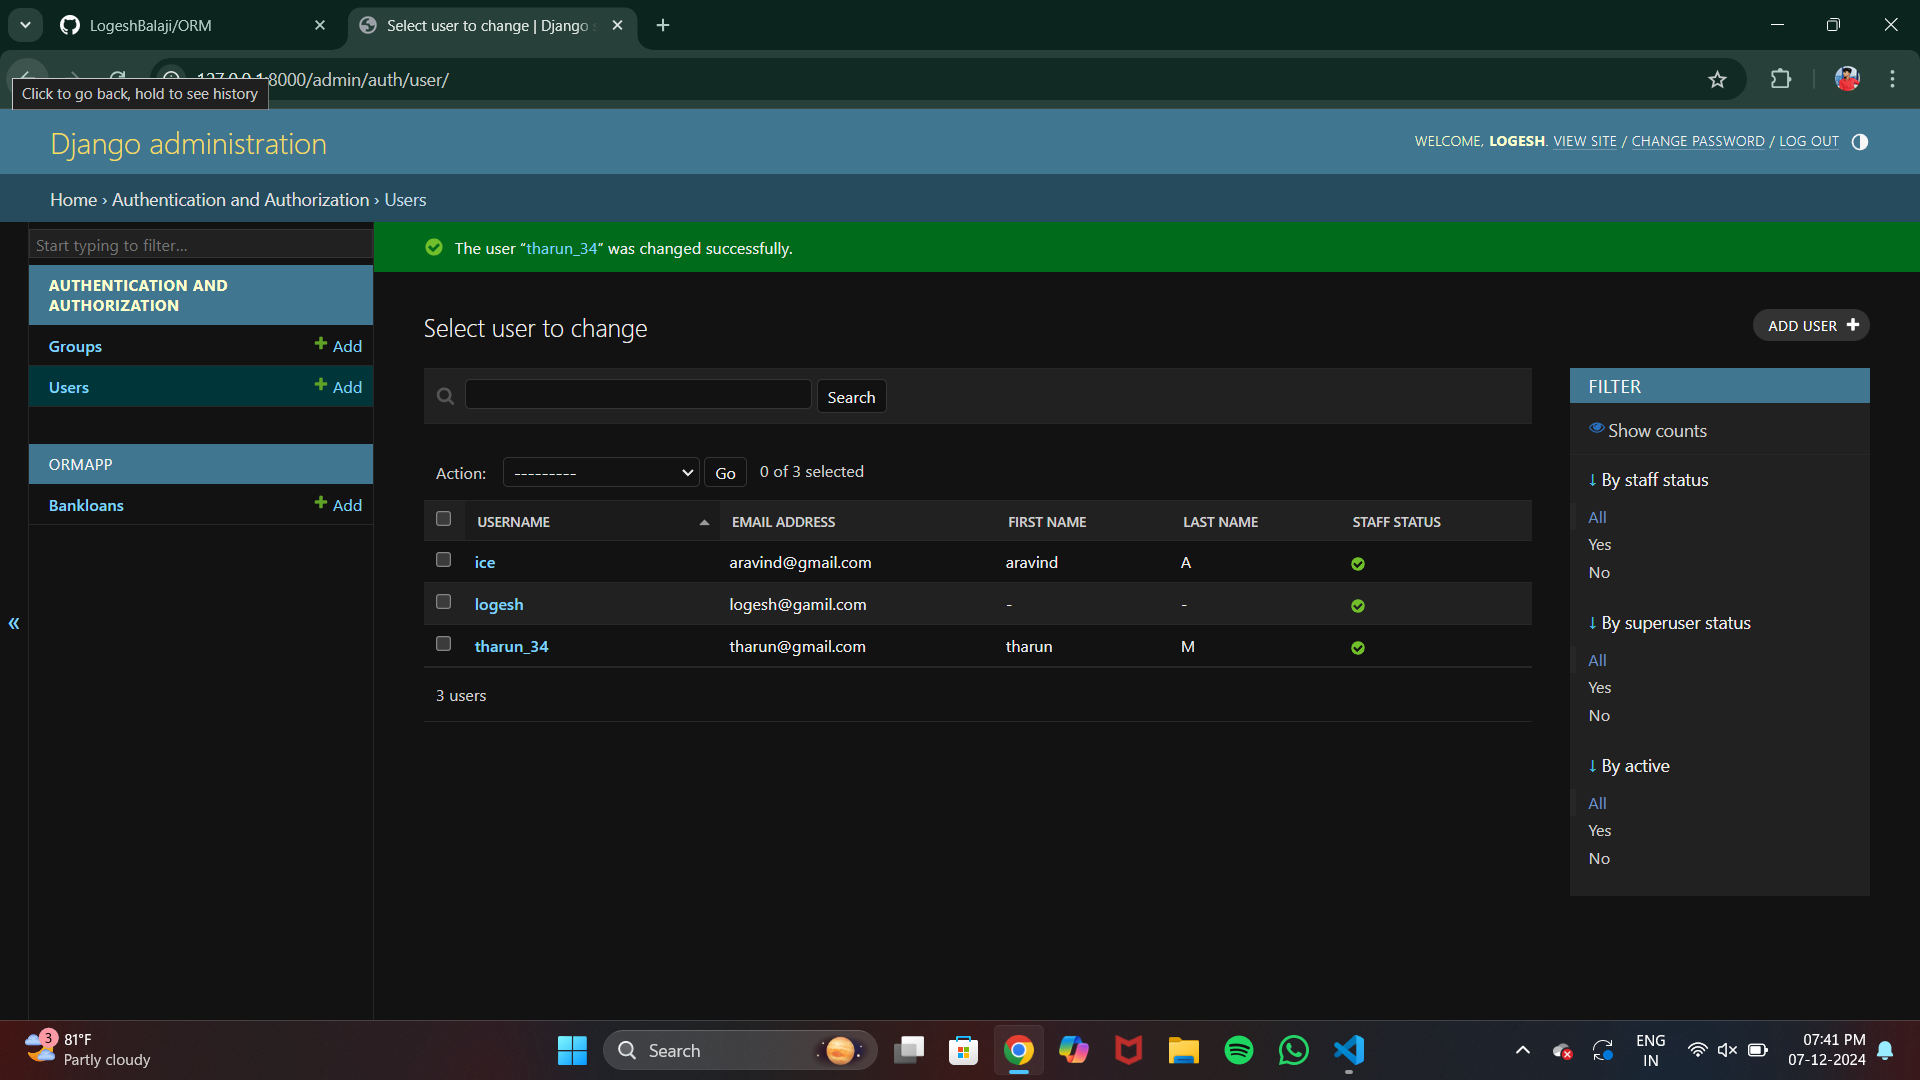 LogeshBalaji/ORM
Select user to change | Django
:8000/admin/auth/user/
Click to go back, hold to see history
Django administration
WELCOME, LOGESH. VIEW SITE / CHANGE PASSWORD / LOG OUT
Home › Authentication and Authorization › Users
Start typing to filter...
The user “tharun_34” was changed successfully.
AUTHENTICATION AND
AUTHORIZATION
Groups
Add
Users
Add
ORMAPP
Bankloans
Add
«
Select user to change
ADD USER
Search
Action: --------- Go 0 of 3 selected
USERNAME EMAIL ADDRESS FIRST NAME LAST NAME STAFF STATUS
ice aravind@gmail.com aravind A
logesh logesh@gamil.com - -
tharun_34 tharun@gmail.com tharun M
3 users
FILTER
Show counts
↓ By staff status
All
Yes
No
↓ By superuser status
All
Yes
No
↓ By active
All
Yes
No
3
81°F
Partly cloudy
Search
ENG
IN
07:41 PM
07-12-2024